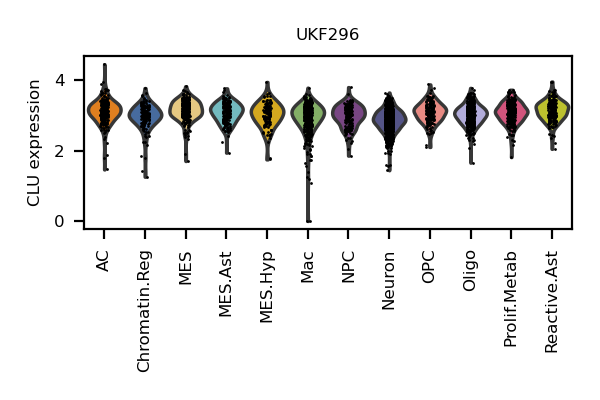 UKF296
CLU expression
4
2
0
AC
Chromatin.Reg
MES
MES.Ast
MES.Hyp
Mac
NPC
Neuron
OPC
Oligo
Prolif.Metab
Reactive.Ast